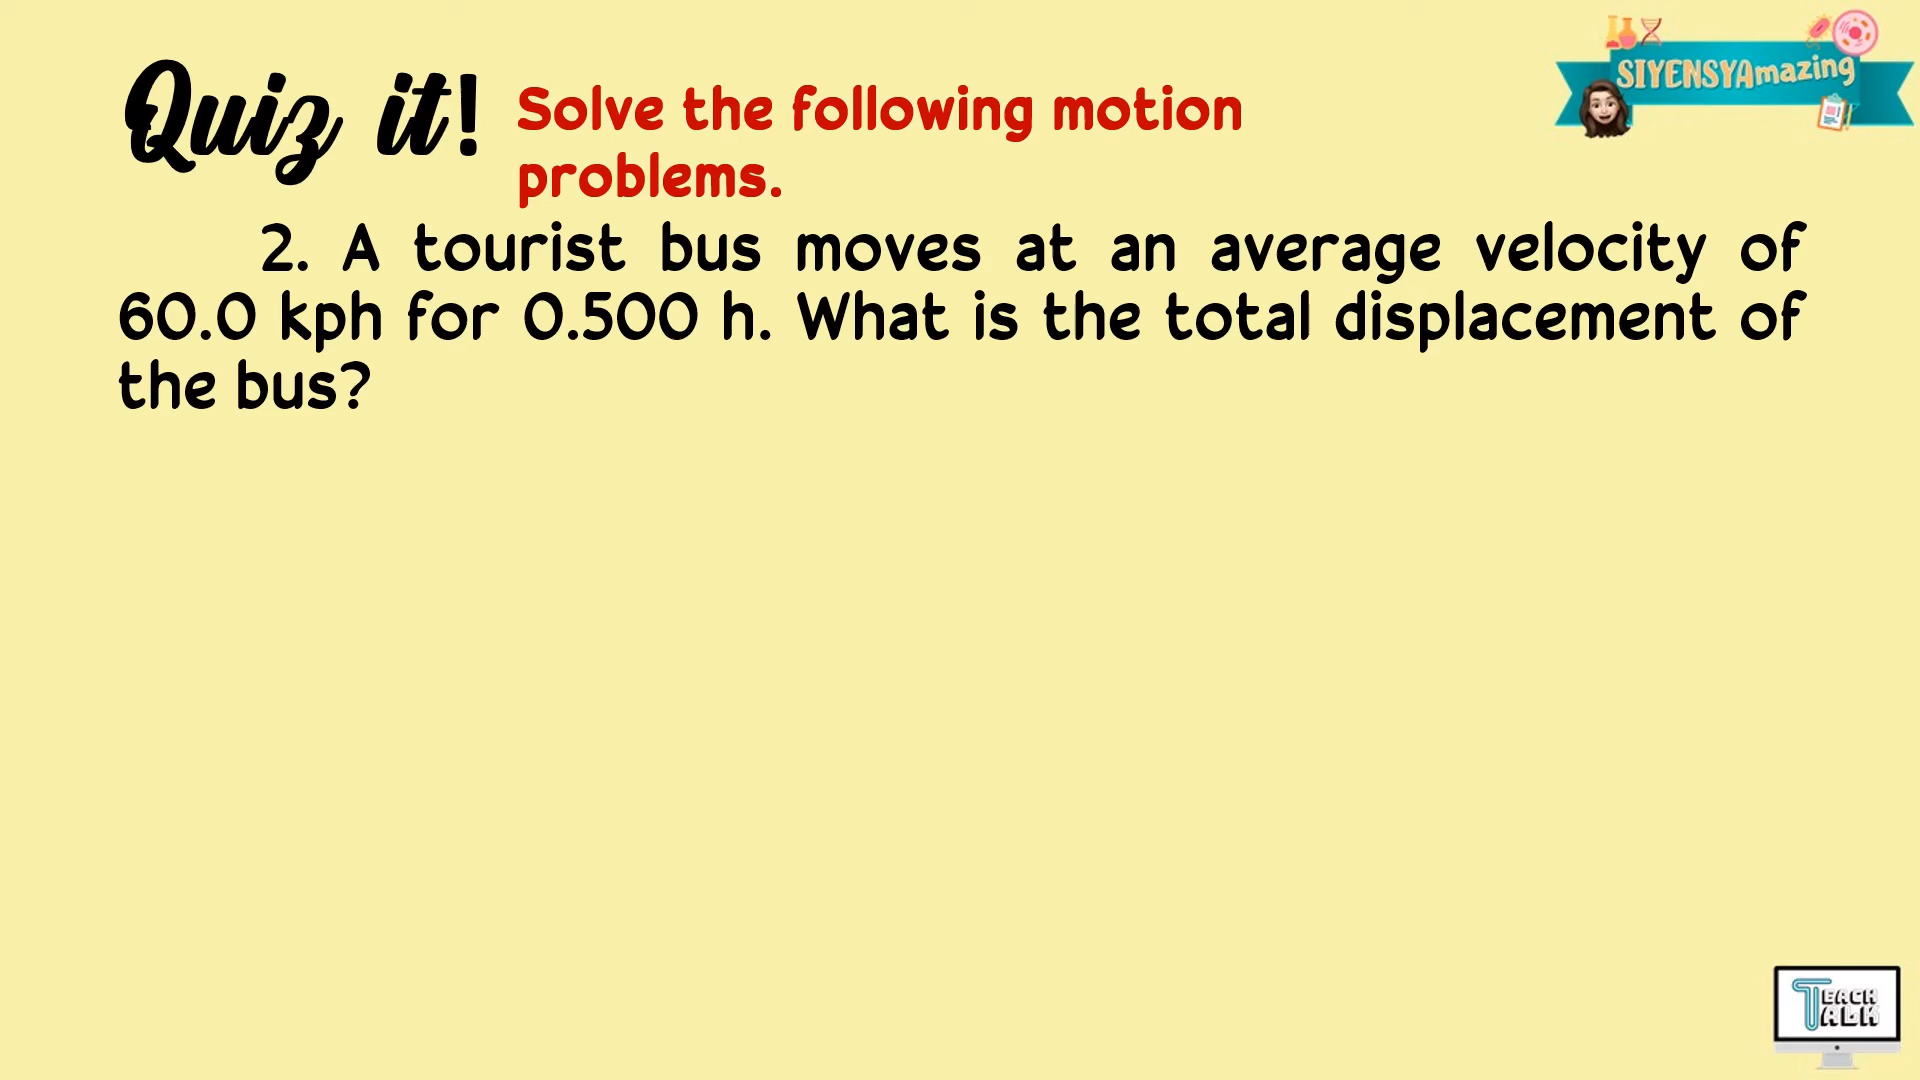 Quiz it!
Solve the following motion
problems.
SIYENSYAmazing
2. A tourist bus moves at an average velocity of
60.0 kph for 0.500 h. What is the total displacement of
the bus?
TEACH
TALK